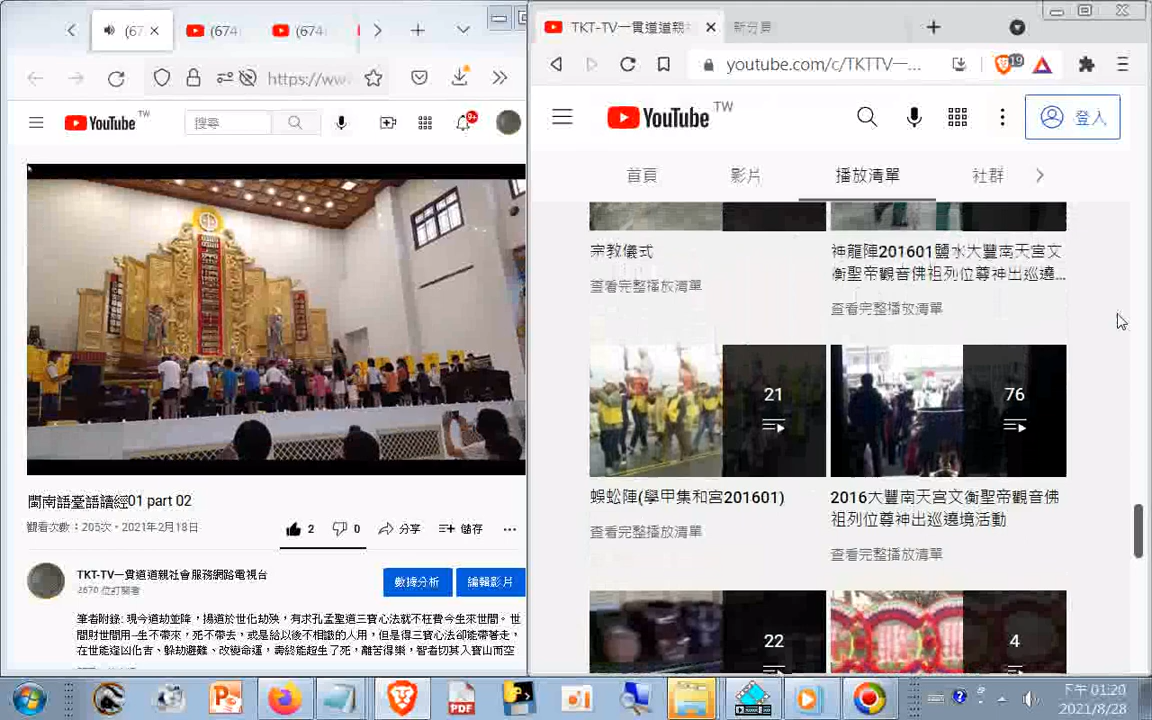 (67
(674
(674
https://www.
YouTube TW
搜尋
9+
閩南語臺語讀經01 part 02
觀看次數：205次・2021年2月18日
2
0
分享
儲存
TKT-TV一貫道道親社會服務網路電視台
2670 位訂閱者
數據分析
編輯影片
筆者附錄: 現今道劫並降，揚道於世化劫殃，有求孔孟聖道三寶心法就不枉費今生來世間。世
間財世間用一生不帶來，死不帶去，或是給以後不相識的人用，但是得三寶心法卻能帶著走，
在世能逢凶化吉、躲劫避難、改變命運，壽終能超生了死，離苦得樂，智者切莫入寶山而空
TKT-TV一貫道道親社
新分頁
youtube.com/c/TKTTV一...
19
YouTube TW
登入
首頁
影片
播放清單
社群
宗教儀式
查看完整播放清單
神龍陣201601鹽水大豐南天宮文
衡聖帝觀音佛祖列位尊神出巡遶...
查看完整播放清單
21
蜈蚣陣(學甲集和宮201601)
查看完整播放清單
76
2016大豐南天宮文衡聖帝觀音佛
祖列位尊神出巡遶境活動
查看完整播放清單
22
4
PDF
下午 01:20
2021/8/28